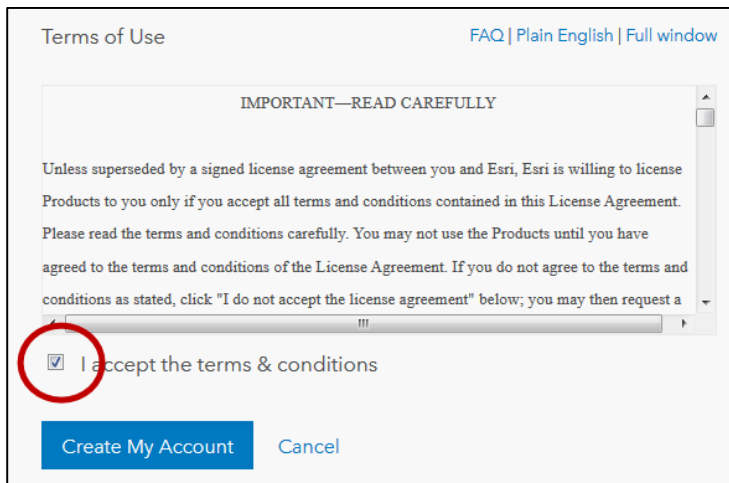 Terms of Use
FAQ | Plain English | Full window
IMPORTANT—READ CAREFULLY
Unless superseded by a signed license agreement between you and Esri, Esri is willing to license
Products to you only if you accept all terms and conditions contained in this License Agreement.
Please read the terms and conditions carefully. You may not use the Products until you have
agreed to the terms and conditions of the License Agreement. If you do not agree to the terms and
conditions as stated, click "I do not accept the license agreement" below; you may then request a
I accept the terms & conditions
Create My Account
Cancel